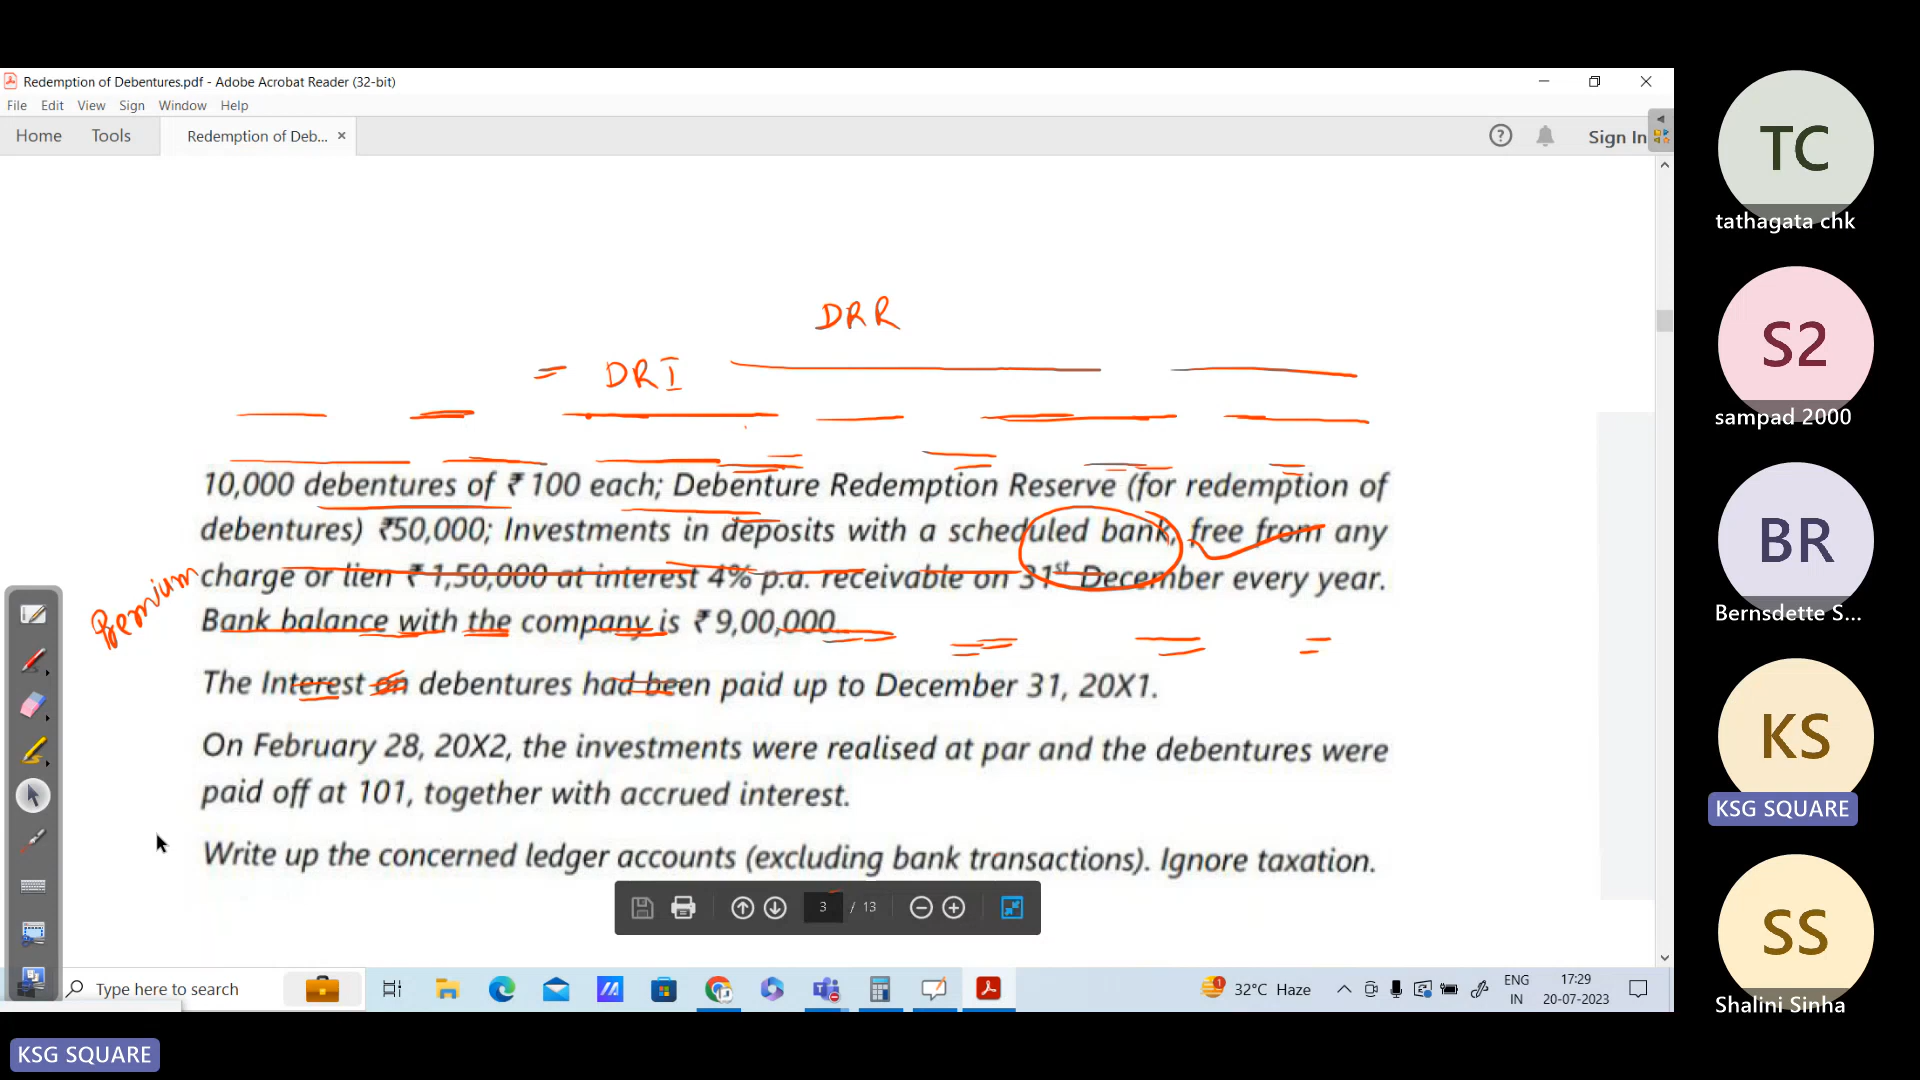 Redemption of Debentures.pdf - Adobe Acrobat Reader (32-bit)
File Edit View Sign Window Help
Home Tools Redemption of Deb... × Sign In
DRR
= DRI
10,000 debentures of ₹ 100 each; Debenture Redemption Reserve (for redemption of
debentures) ₹50,000; Investments in deposits with a scheduled bank, free from any
charge or lien ₹ 1,50,000 at interest 4% p.a. receivable on 31st December every year.
Premium
Bank balance with the company is ₹ 9,00,000
The Interest on debentures had been paid up to December 31, 20X1.
On February 28, 20X2, the investments were realised at par and the debentures were
paid off at 101, together with accrued interest.
Write up the concerned ledger accounts (excluding bank transactions). Ignore taxation.
3 / 13
Type here to search
32°C Haze
ENG
IN
17:29
20-07-2023
KSG SQUARE
TC
tathagata chk
S2
sampad 2000
BR
Bernsdette S...
KS
KSG SQUARE
SS
Shalini Sinha